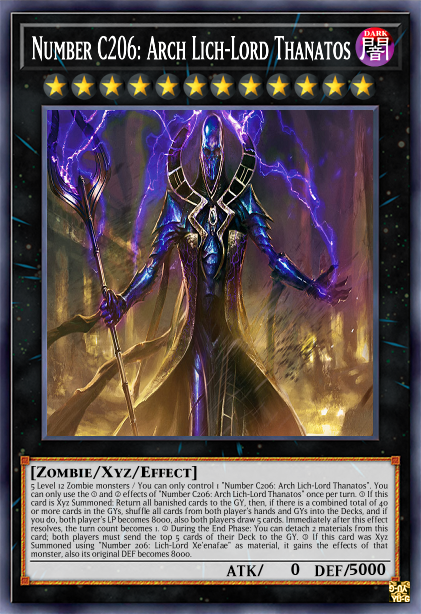 NUMBER C206: ARCH LICH-LORD THANATOS
DARK
闇
[ZOMBIE/XYZ/EFFECT]
5 Level 12 Zombie monsters / You can only control 1 "Number C206: Arch Lich-Lord Thanatos". You
can only use the ① and ② effects of "Number C206: Arch Lich-Lord Thanatos" once per turn. ① If this
card is Xyz Summoned: Return all banished cards to the GY, then, if there is a combined total of 40
or more cards in the GYs, shuffle all cards from both player's hands and GYs into the Decks, and if
you do, both player's LP becomes 8000, also both players draw 5 cards. Immediately after this effect
resolves, the turn count becomes 1. ② During the End Phase: You can detach 2 materials from this
card; both players must send the top 5 cards of their Deck to the GY. ③ If this card was Xyz
Summoned using "Number 206: Lich-Lord Xe'enafae" as material, it gains the effects of that
monster, also its original DEF becomes 8000.
ATK/ 0 DEF/5000